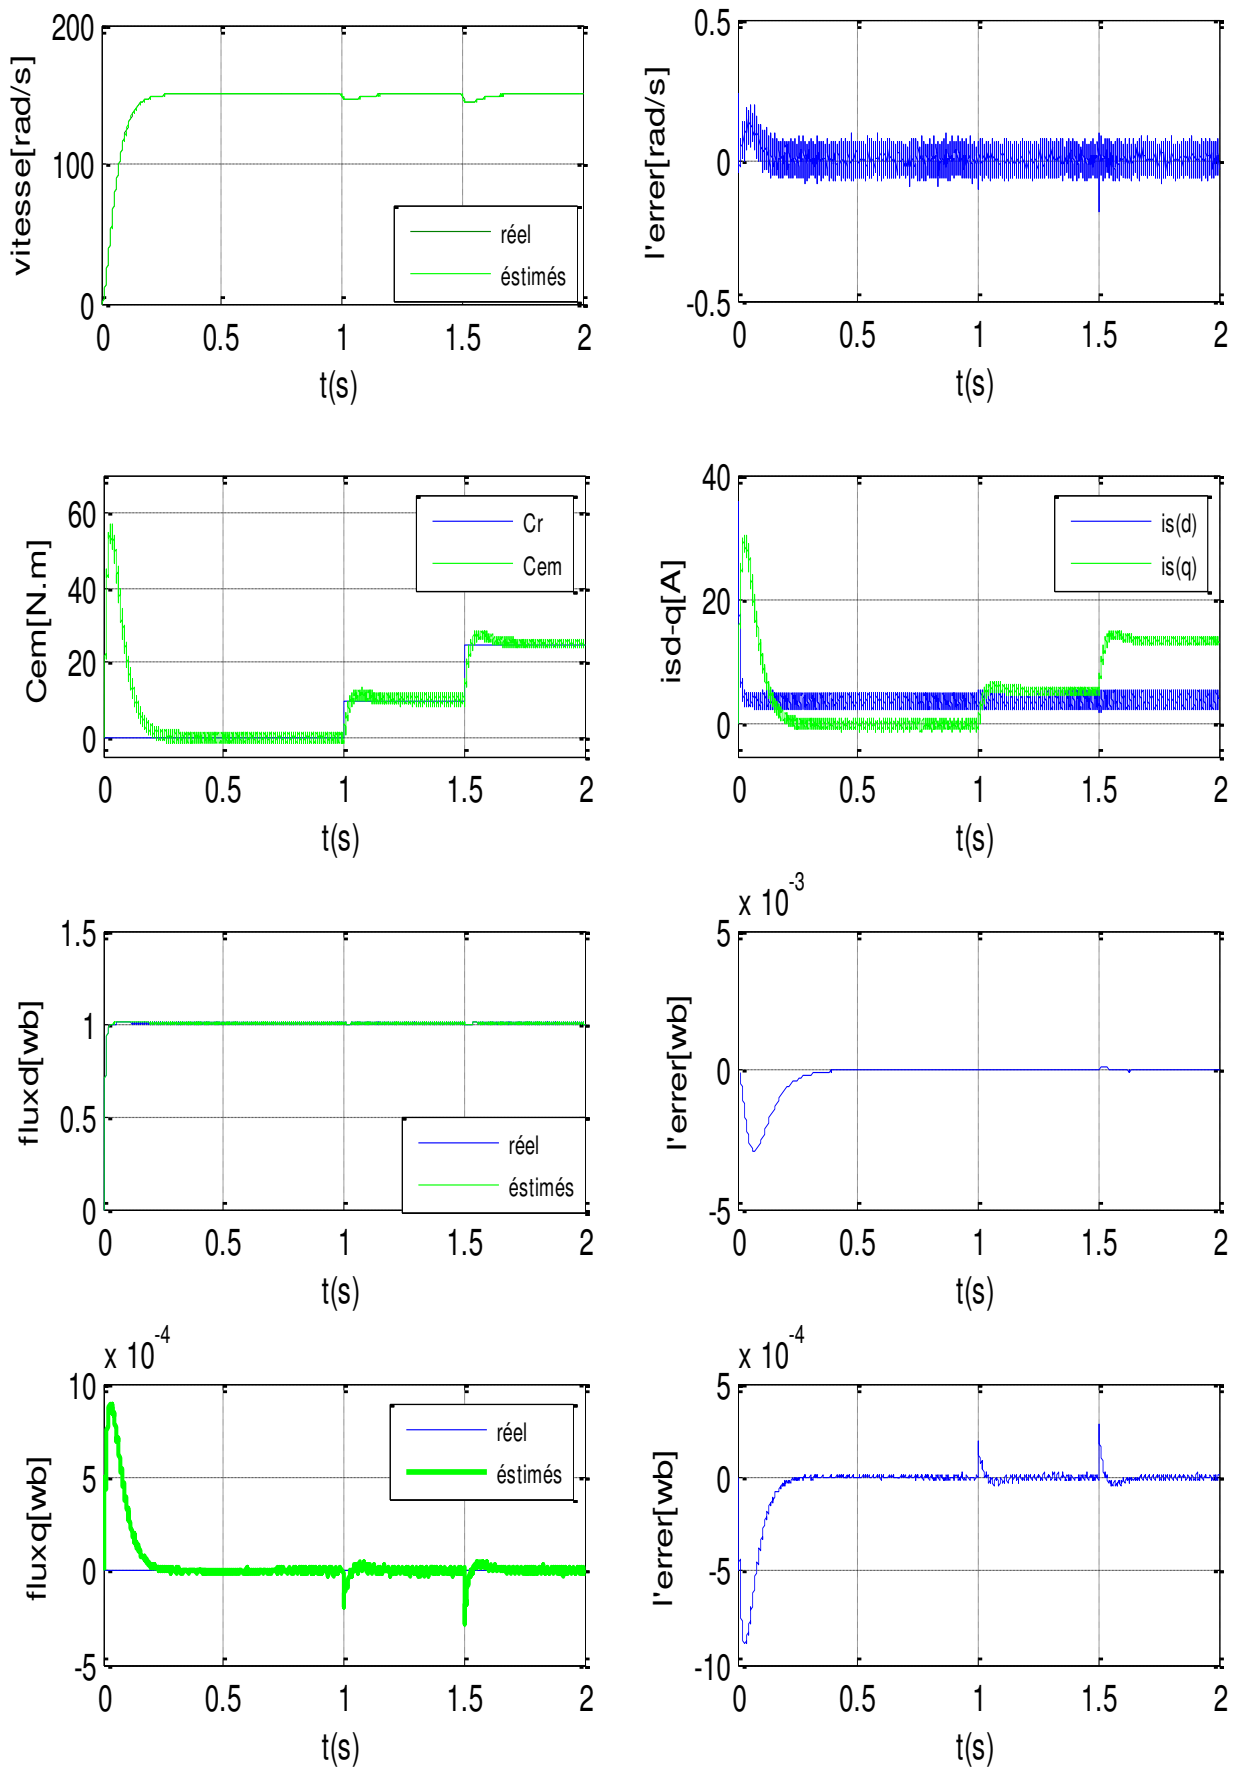 200
100
0
vitesse[rad/s]
réel
éstimés
0 0.5 1 1.5 2
t(s)
0.5
0
-0.5
l'errer[rad/s]
0 0.5 1 1.5 2
t(s)
60
40
20
0
Cem[N.m]
Cr
Cem
0 0.5 1 1.5 2
t(s)
40
20
0
isd-q[A]
is(d)
is(q)
0 0.5 1 1.5 2
t(s)
1.5
1
0.5
0
fluxd[wb]
réel
éstimés
0 0.5 1 1.5 2
t(s)
x 10^-3
5
0
-5
l'errer[wb]
0 0.5 1 1.5 2
t(s)
x 10^-4
10
5
0
-5
fluxq[wb]
réel
éstimés
0 0.5 1 1.5 2
t(s)
x 10^-4
5
0
-5
-10
l'errer[wb]
0 0.5 1 1.5 2
t(s)